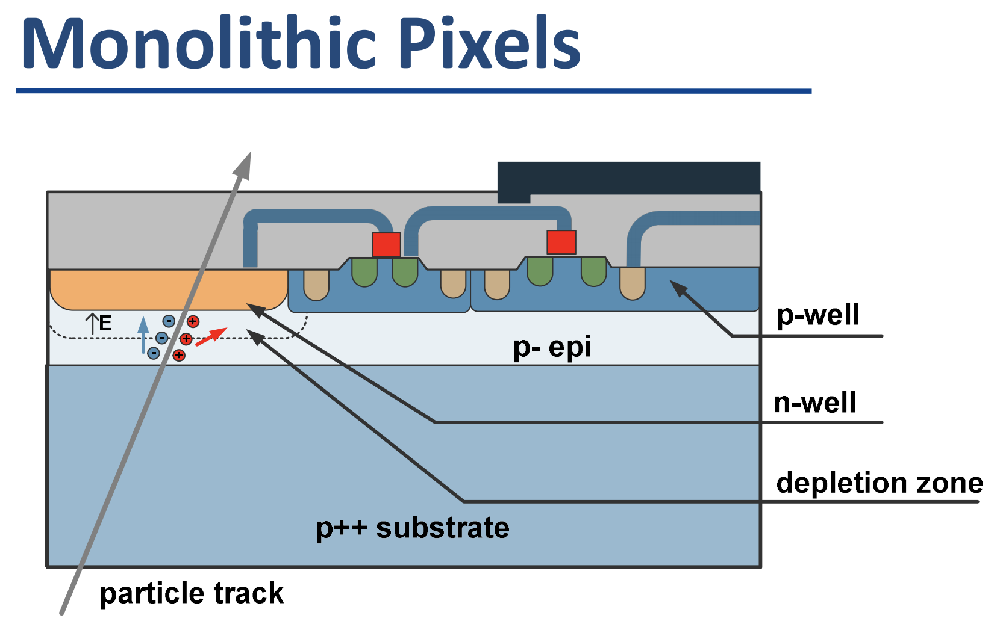 Monolithic Pixels
E
-
+
-
+
-
+
p- epi
p-well
n-well
depletion zone
p++ substrate
particle track